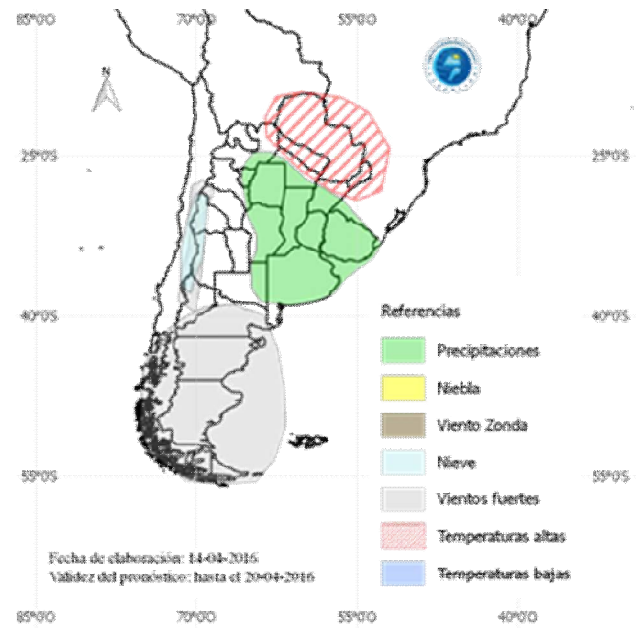 85°0'O 70°0'O 55°0'O 40°0'O
N
25°0'S 25°0'S
40°0'S 40°0'S
Referencias
Precipitaciones
Niebla
Viento Zonda
Nieve
55°0'S 55°0'S
Vientos fuertes
Temperaturas altas
Temperaturas bajas
Fecha de elaboración: 14-04-2016
Validez del pronóstico: hasta el 20-04-2016
85°0'O 70°0'O 55°0'O 40°0'O